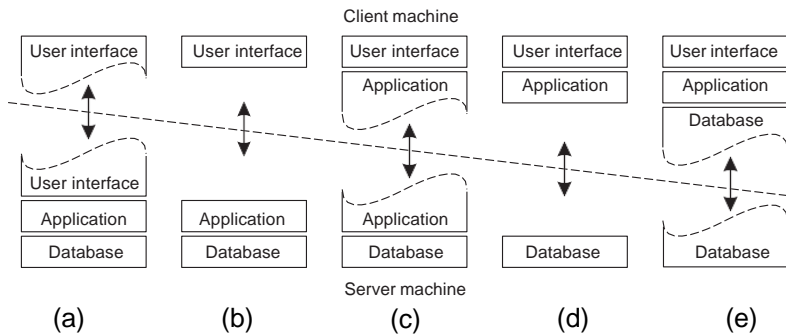 Client machine
User interface
User interface
User interface
User interface
User interface
Application
Application
Application
Database
User interface
Application
Application
Application
Database
Database
Database
Database
Database
Server machine
(a)
(b)
(c)
(d)
(e)